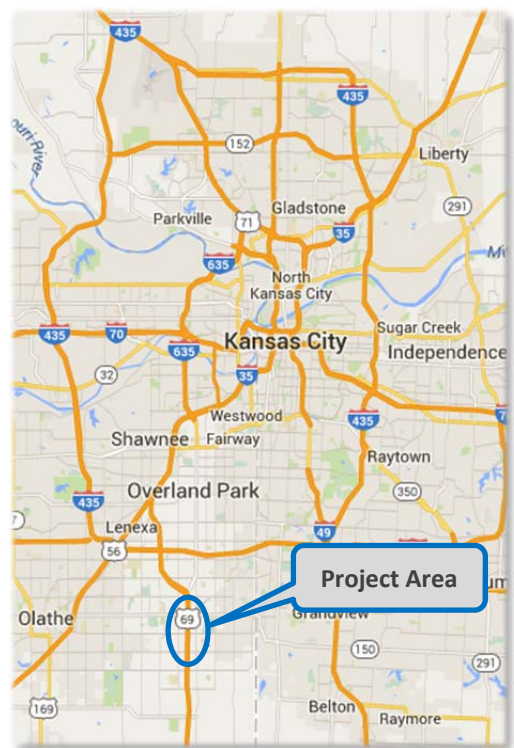 435
435
152
Liberty
291
Parkville
71
Gladstone
35
635
North
Kansas City
435
70
635
Kansas City
Sugar Creek
Independence
32
35
Westwood
Shawnee
Fairway
435
Raytown
350
435
Overland Park
Lenexa
56
49
Project Area
Grandview
69
Olathe
150
291
169
Belton
Raymore